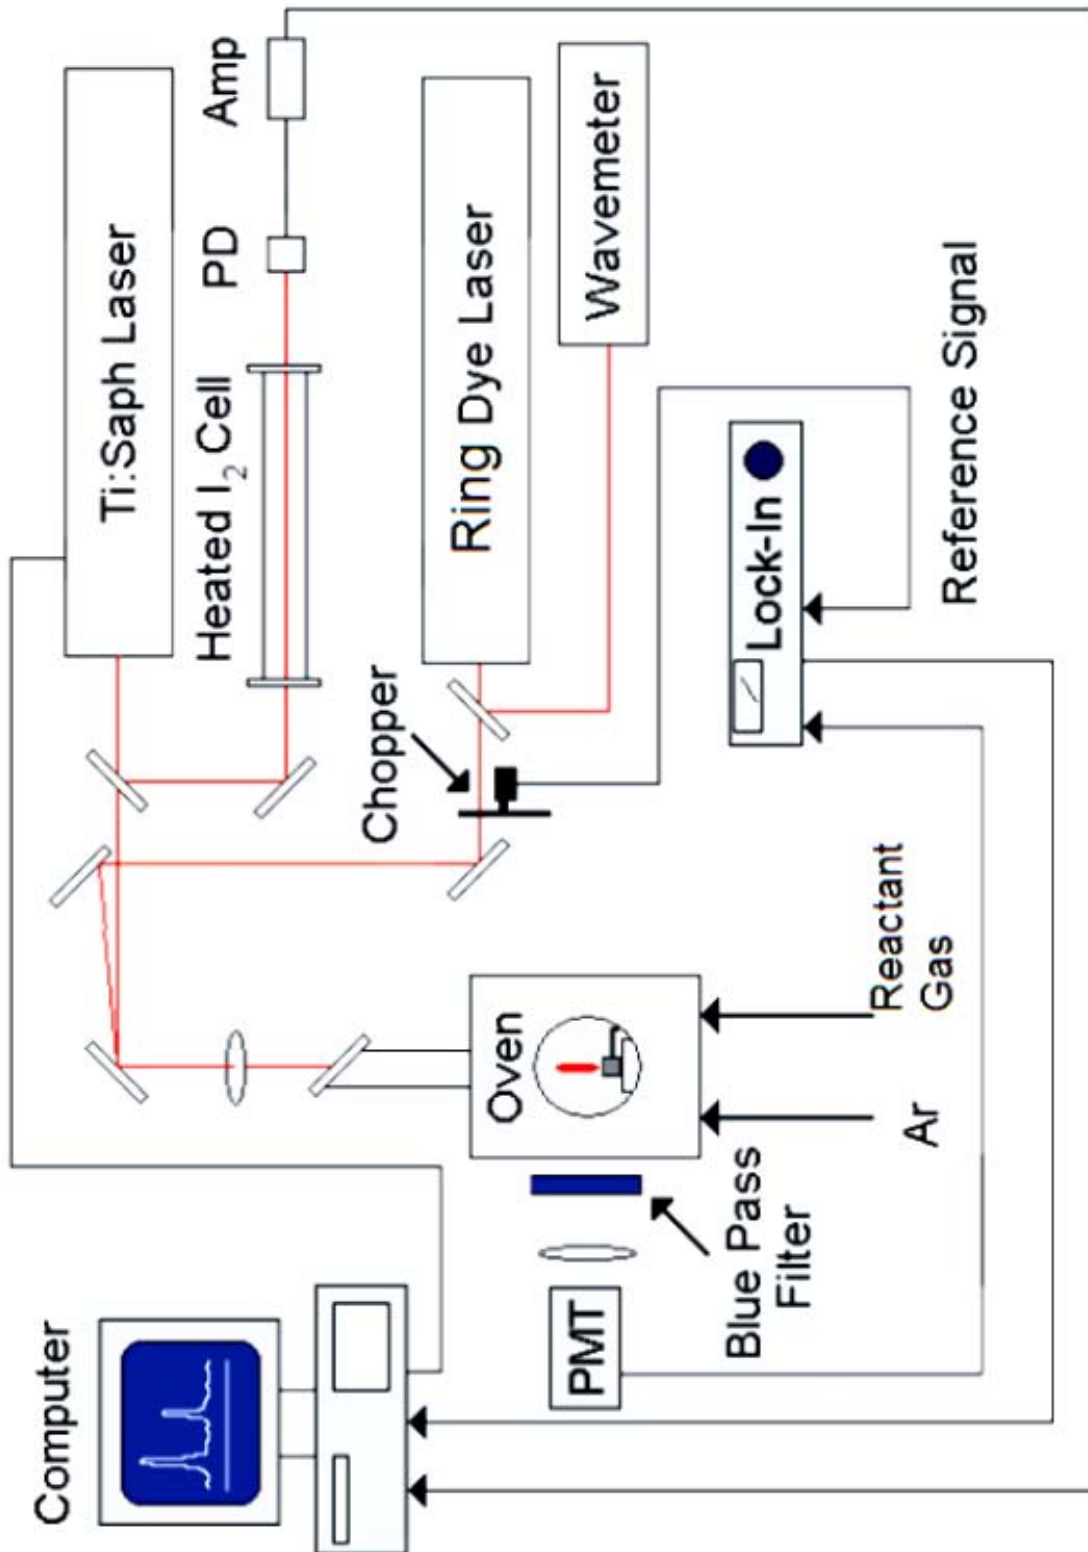 Computer
Ti:Saph Laser
Heated I₂ Cell
PD
Amp
Chopper
Ring Dye Laser
Wavemeter
Oven
PMT
Blue Pass
Filter
Ar
Reactant
Gas
Lock-In
Reference Signal